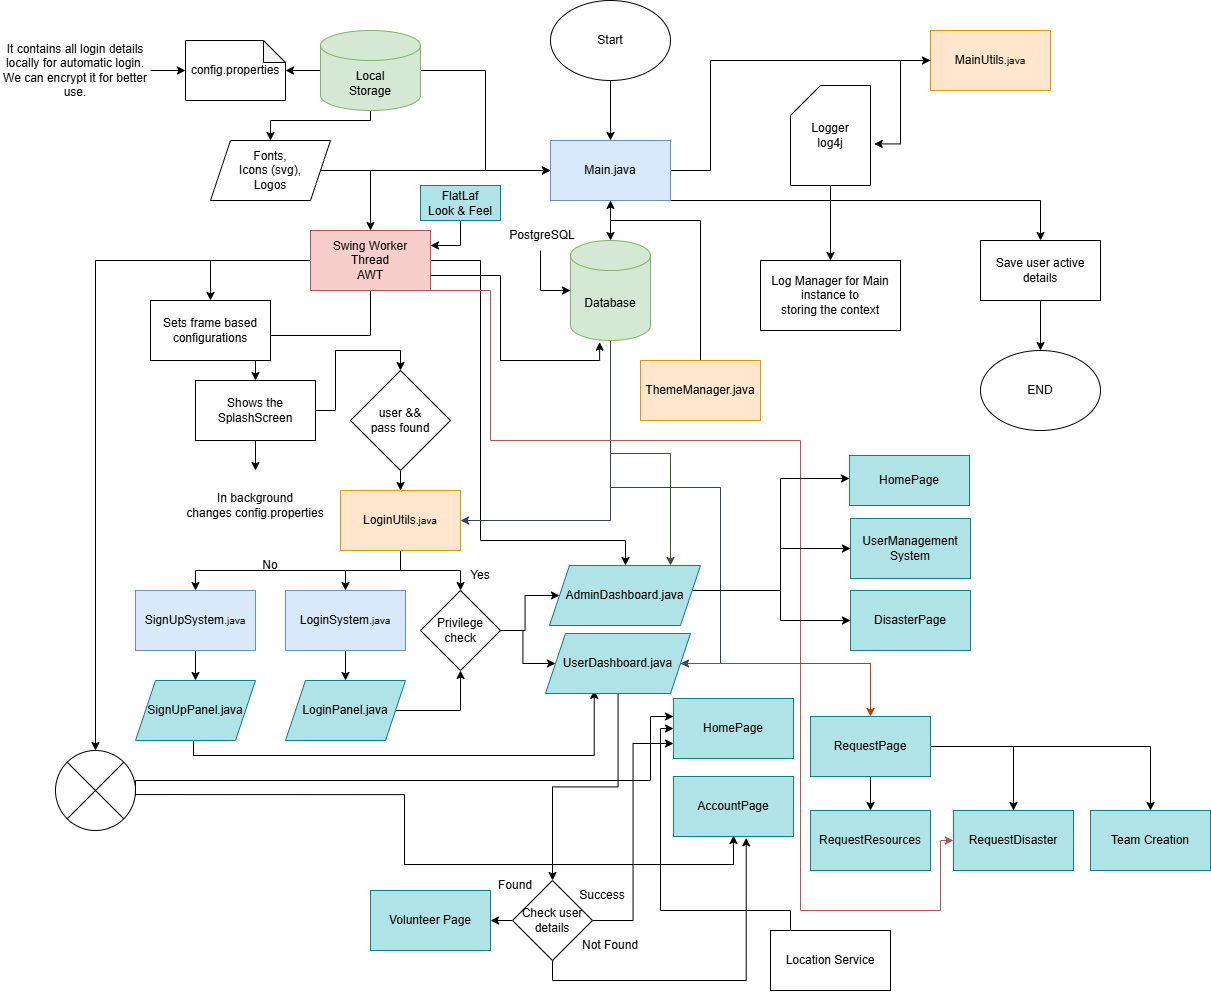 Start
It contains all login details
locally for automatic login.
We can encrypt it for better
use.
config.properties
Local
Storage
MainUtils.java
Logger
log4j
Fonts,
Icons (svg),
Logos
Main.java
FlatLaf
Look & Feel
PostgreSQL
Swing Worker
Thread
AWT
Database
Save user active
details
Log Manager for Main
instance to
storing the context
Sets frame based
configurations
ThemeManager.java
END
Shows the
SplashScreen
user &&
pass found
In background
changes config.properties
LoginUtils.java
HomePage
UserManagement
System
No
Yes
SignUpSystem.java
LoginSystem.java
Privilege
check
AdminDashboard.java
DisasterPage
UserDashboard.java
SignUpPanel.java
LoginPanel.java
HomePage
RequestPage
AccountPage
RequestResources
RequestDisaster
Team Creation
Found
Success
Volunteer Page
Check user
details
Not Found
Location Service